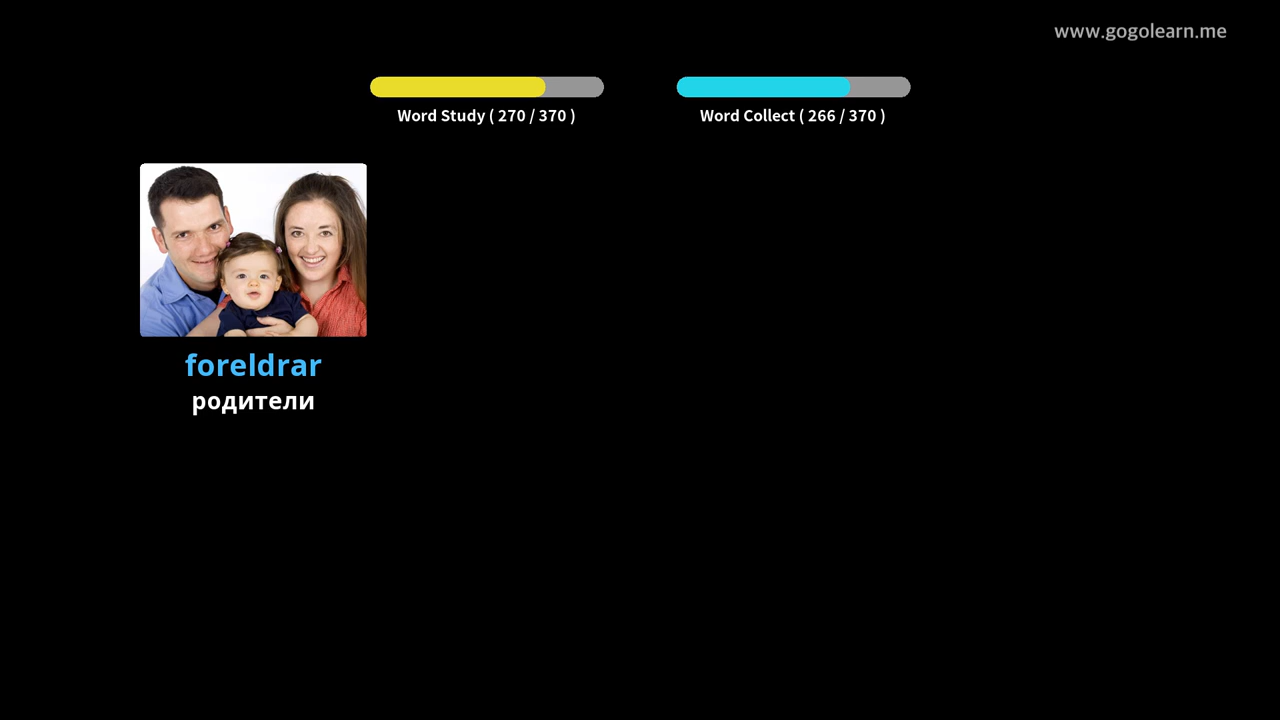 www.gogolearn.me
Word Study ( 270 / 370 )
Word Collect ( 266 / 370 )
foreldrar
родители